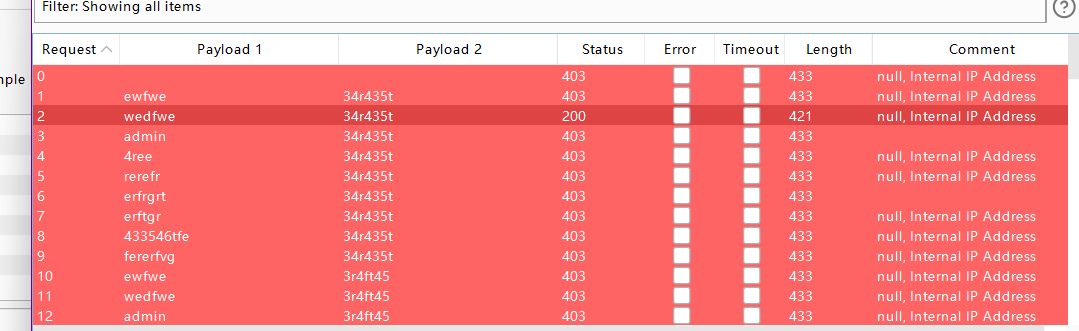 Filter: Showing all items
?
Request Payload 1 Payload 2 Status Error Timeout Length Comment
nple
0 403 433 null, Internal IP Address
1 ewfwe 34r435t 403 433 null, Internal IP Address
2 wedfwe 34r435t 200 421 null, Internal IP Address
3 admin 34r435t 403 433
4 4ree 34r435t 403 433 null, Internal IP Address
5 rerefr 34r435t 403 433 null, Internal IP Address
6 erfrgrt 34r435t 403 433
7 erftgr 34r435t 403 433 null, Internal IP Address
8 433546tfe 34r435t 403 433 null, Internal IP Address
9 fererfvg 34r435t 403 433 null, Internal IP Address
10 ewfwe 3r4ft45 403 433 null, Internal IP Address
11 wedfwe 3r4ft45 403 433 null, Internal IP Address
12 admin 3r4ft45 403 433 null, Internal IP Address